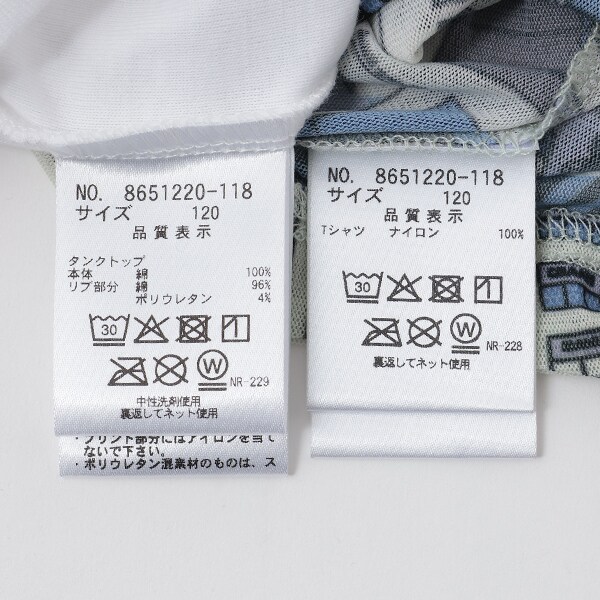 NO. 8651220-118
サイズ 120
品質表示
タンクトップ
本体 綿 100%
リブ部分 綿 96%
ポリウレタン 4%
30
W
NR-229
中性洗剤使用
裏返してネット使用
・プリント部分にはアイロンを当て
ないで下さい。
・ポリウレタン混業材のものは、ス
NO. 8651220-118
サイズ 120
品質表示
Tシャツ ナイロン 100%
30
W
NR-228
裏返してネット使用